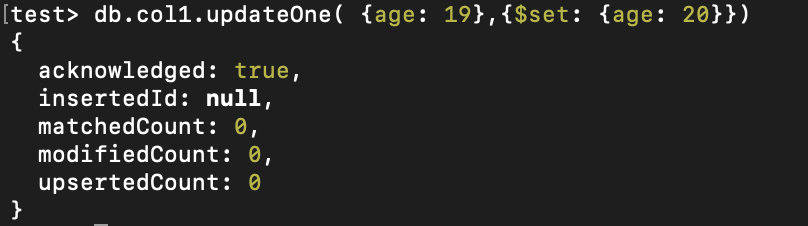 [test> db.col1.updateOne( {age: 19},{$set: {age: 20}})
{
  acknowledged: true,
  insertedId: null,
  matchedCount: 0,
  modifiedCount: 0,
  upsertedCount: 0
}